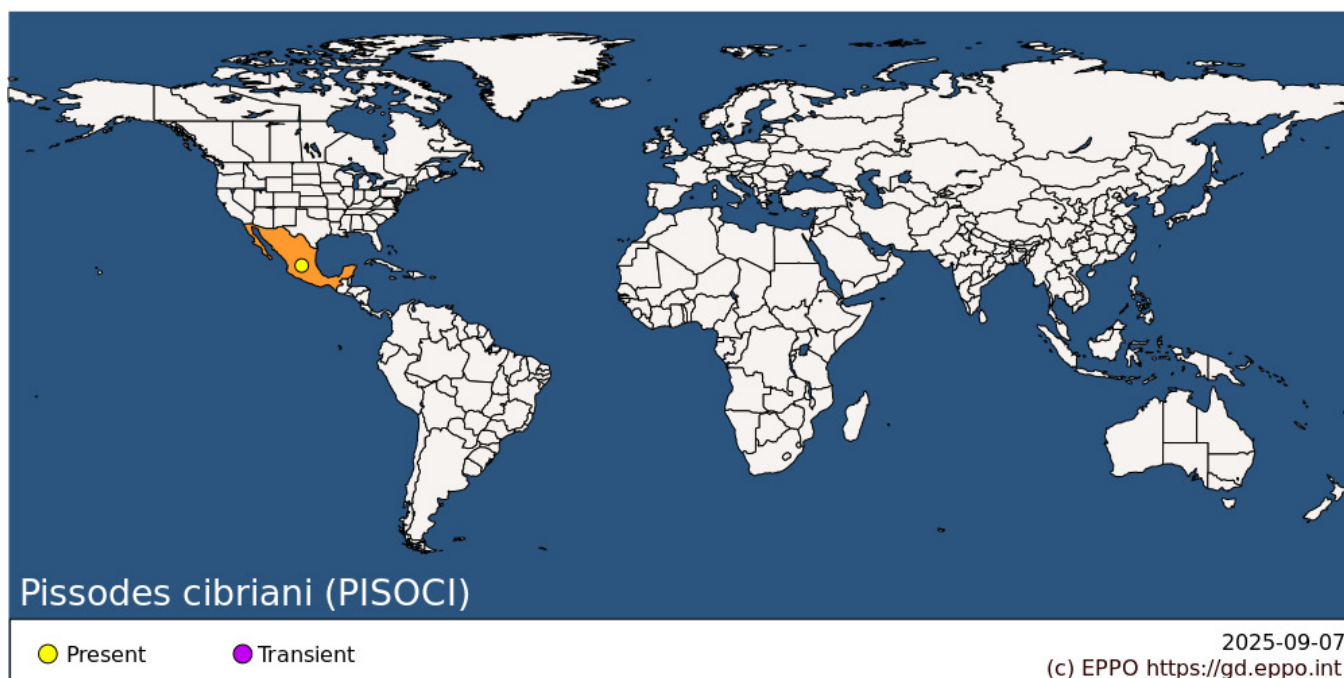 Pissodes cibriani (PISOCI)
Present
Transient
2025-09-07
(c) EPPO https://gd.eppo.int